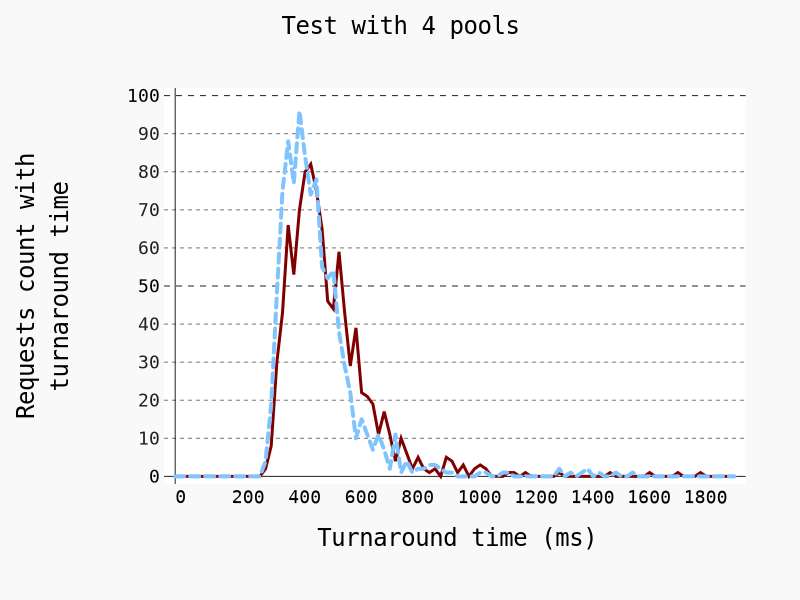 Test with 4 pools
Requests count with
turnaround time
100
90
80
70
60
50
40
30
20
10
0
0 200 400 600 800 1000 1200 1400 1600 1800
Turnaround time (ms)